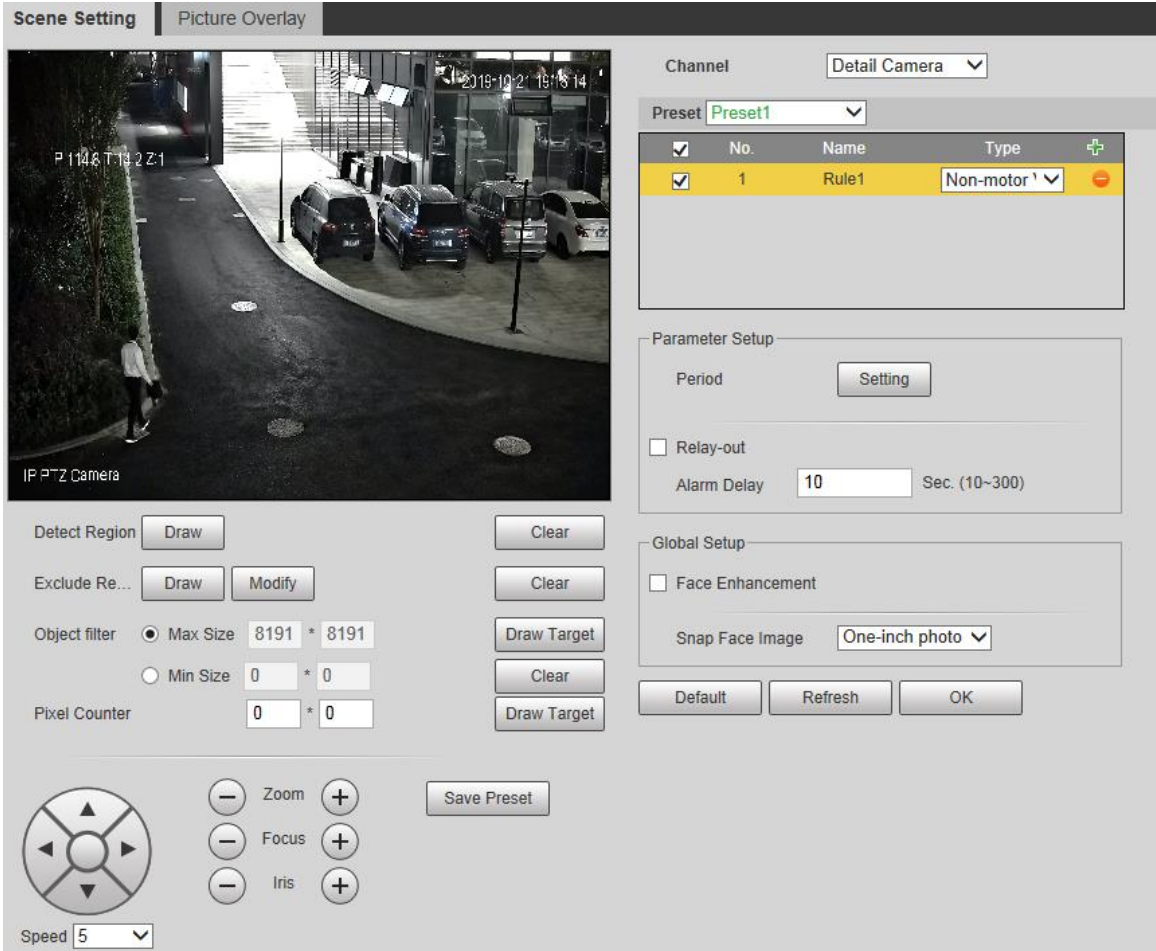 Scene Setting Picture Overlay
2019-10-21 19:13:14
P:114.8 T:14.2 Z:1
IP PTZ Camera
Detect Region Draw Clear
Exclude Re... Draw Modify Clear
Object filter Max Size 8191 * 8191 Draw Target
Min Size 0 * 0 Clear
Pixel Counter 0 * 0 Draw Target
Zoom
Focus
Iris
Save Preset
Speed 5
Channel Detail Camera
Preset Preset1
No. Name Type
1 Rule1 Non-motor
Parameter Setup
Period Setting
Relay-out
Alarm Delay 10 Sec. (10~300)
Global Setup
Face Enhancement
Snap Face Image One-inch photo
Default Refresh OK